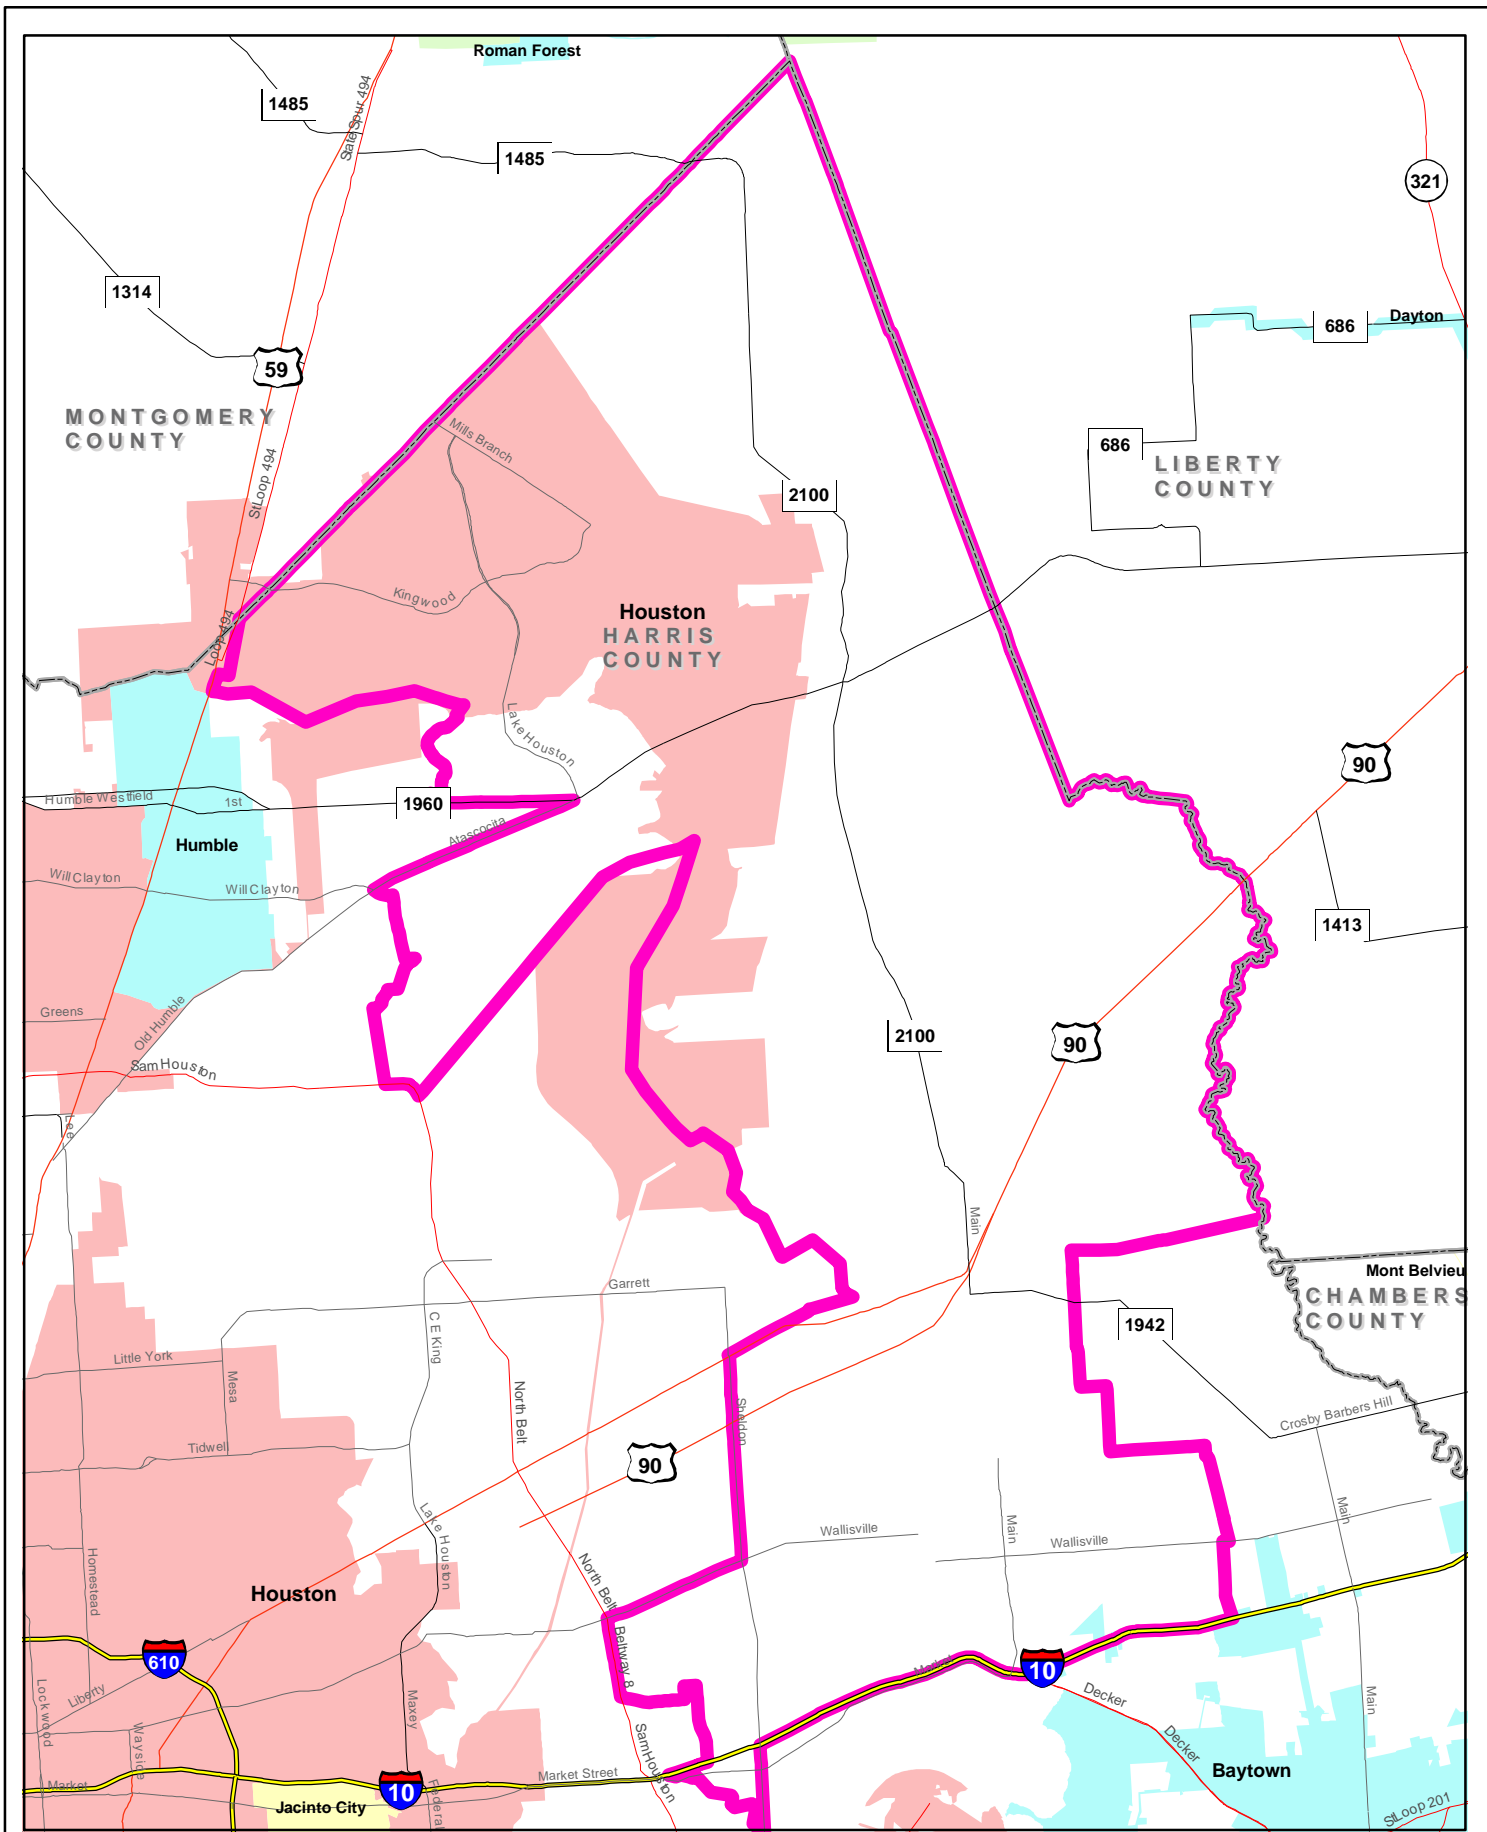 Roman Forest
1485
State Spur 494
1485
321
1314
686
Dayton
59
MONTGOMERY
COUNTY
Mills Branch
686
LIBERTY
COUNTY
St Loop 494
2100
Kingwood
Houston
HARRIS
COUNTY
Loop 494
Lake Houston
90
Humble Westfield
1st
1960
Atascocita
Humble
Will Clayton
Will Clayton
1413
Greens
Old Humble
2100
90
Sam Houston
Lee
Main
Garrett
Mont Belvieu
CHAMBERS
COUNTY
C E King
1942
Little York
Mesa
North Belt
Sheldon
Crosby Barbers Hill
Tidwell
90
Lake Houston
Wallisville
Main
Wallisville
Main
Homestead
North Belt
Houston
Beltway 8
610
Market
10
Liberty
Lockwood
Maxey
Decker
Main
Wayside
Sam Houston
Decker
Market
10
Market Street
Baytown
Federal
Jacinto City
St Loop 201